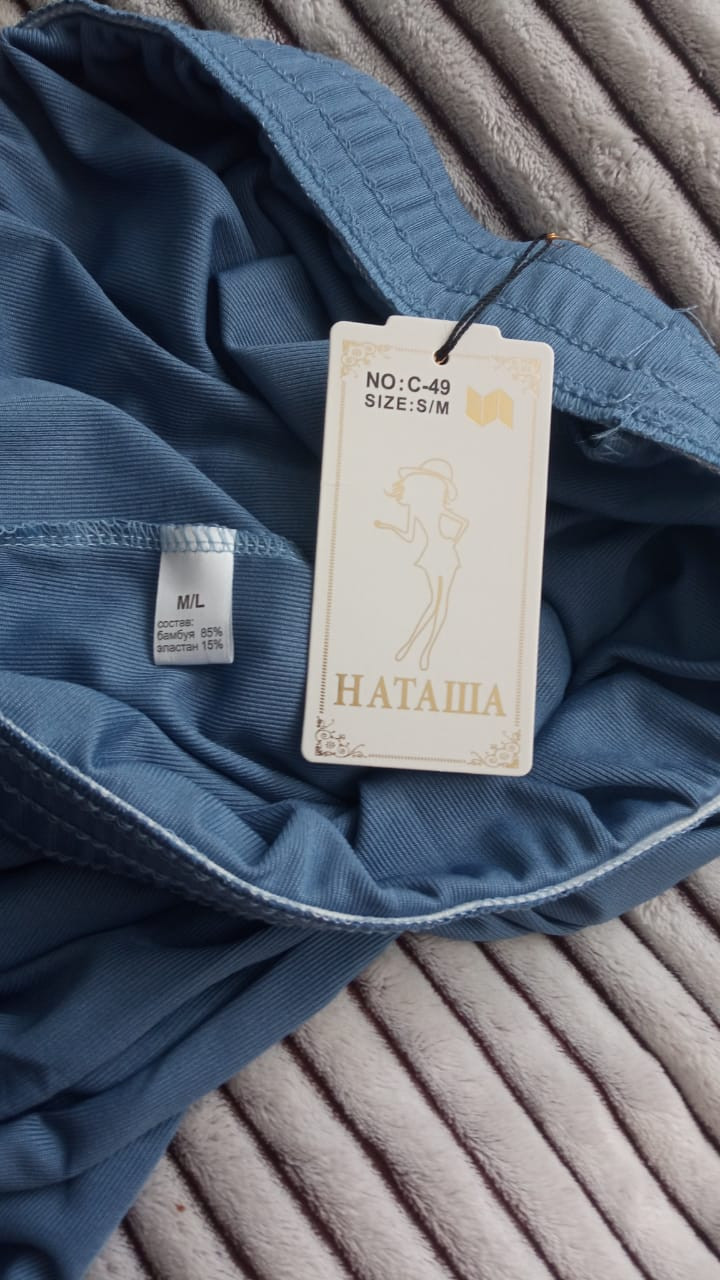 NO:C-49
SIZE:S/M
НАТАША
M/L
состав:
бамбуя 85%
эластан 15%